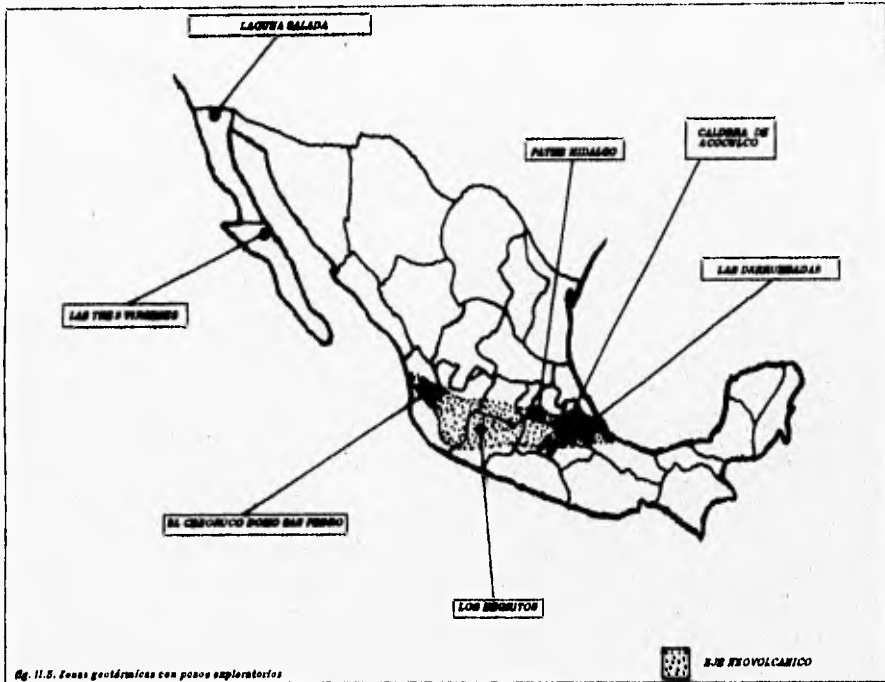 LAGUNA SALADA
CALDERA DE
ACOCULCO
PATHE HIDALGO
LAS DERRUMBADAS
LAS TRES VIRGENES
EL CEBORUCO DOMO SAN PEDRO
LOS NEGRITOS
EJE NEOVOLCANICO
fig. II.5. Zonas geotérmicas con pozos exploratorios